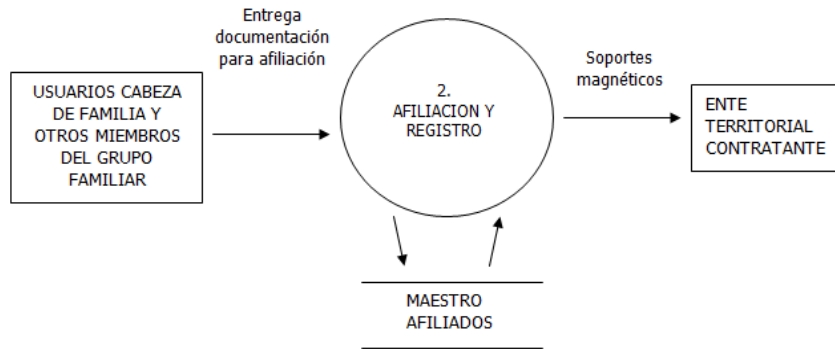 Entrega
documentación
para afiliación
USUARIOS CABEZA
DE FAMILIA Y
OTROS MIEMBROS
DEL GRUPO
FAMILIAR
2.
AFILIACION Y
REGISTRO
Soportes
magnéticos
ENTE
TERRITORIAL
CONTRATANTE
MAESTRO
AFILIADOS